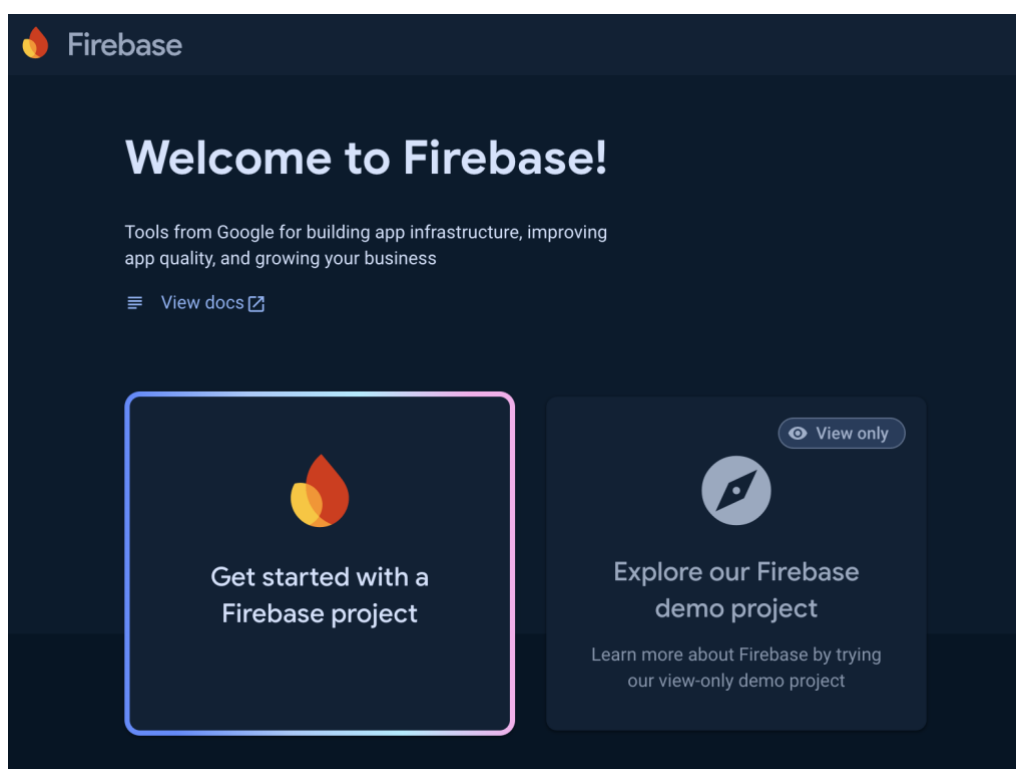 Firebase
Welcome to Firebase!
Tools from Google for building app infrastructure, improving
app quality, and growing your business
View docs
Get started with a
Firebase project
View only
Explore our Firebase
demo project
Learn more about Firebase by trying
our view-only demo project